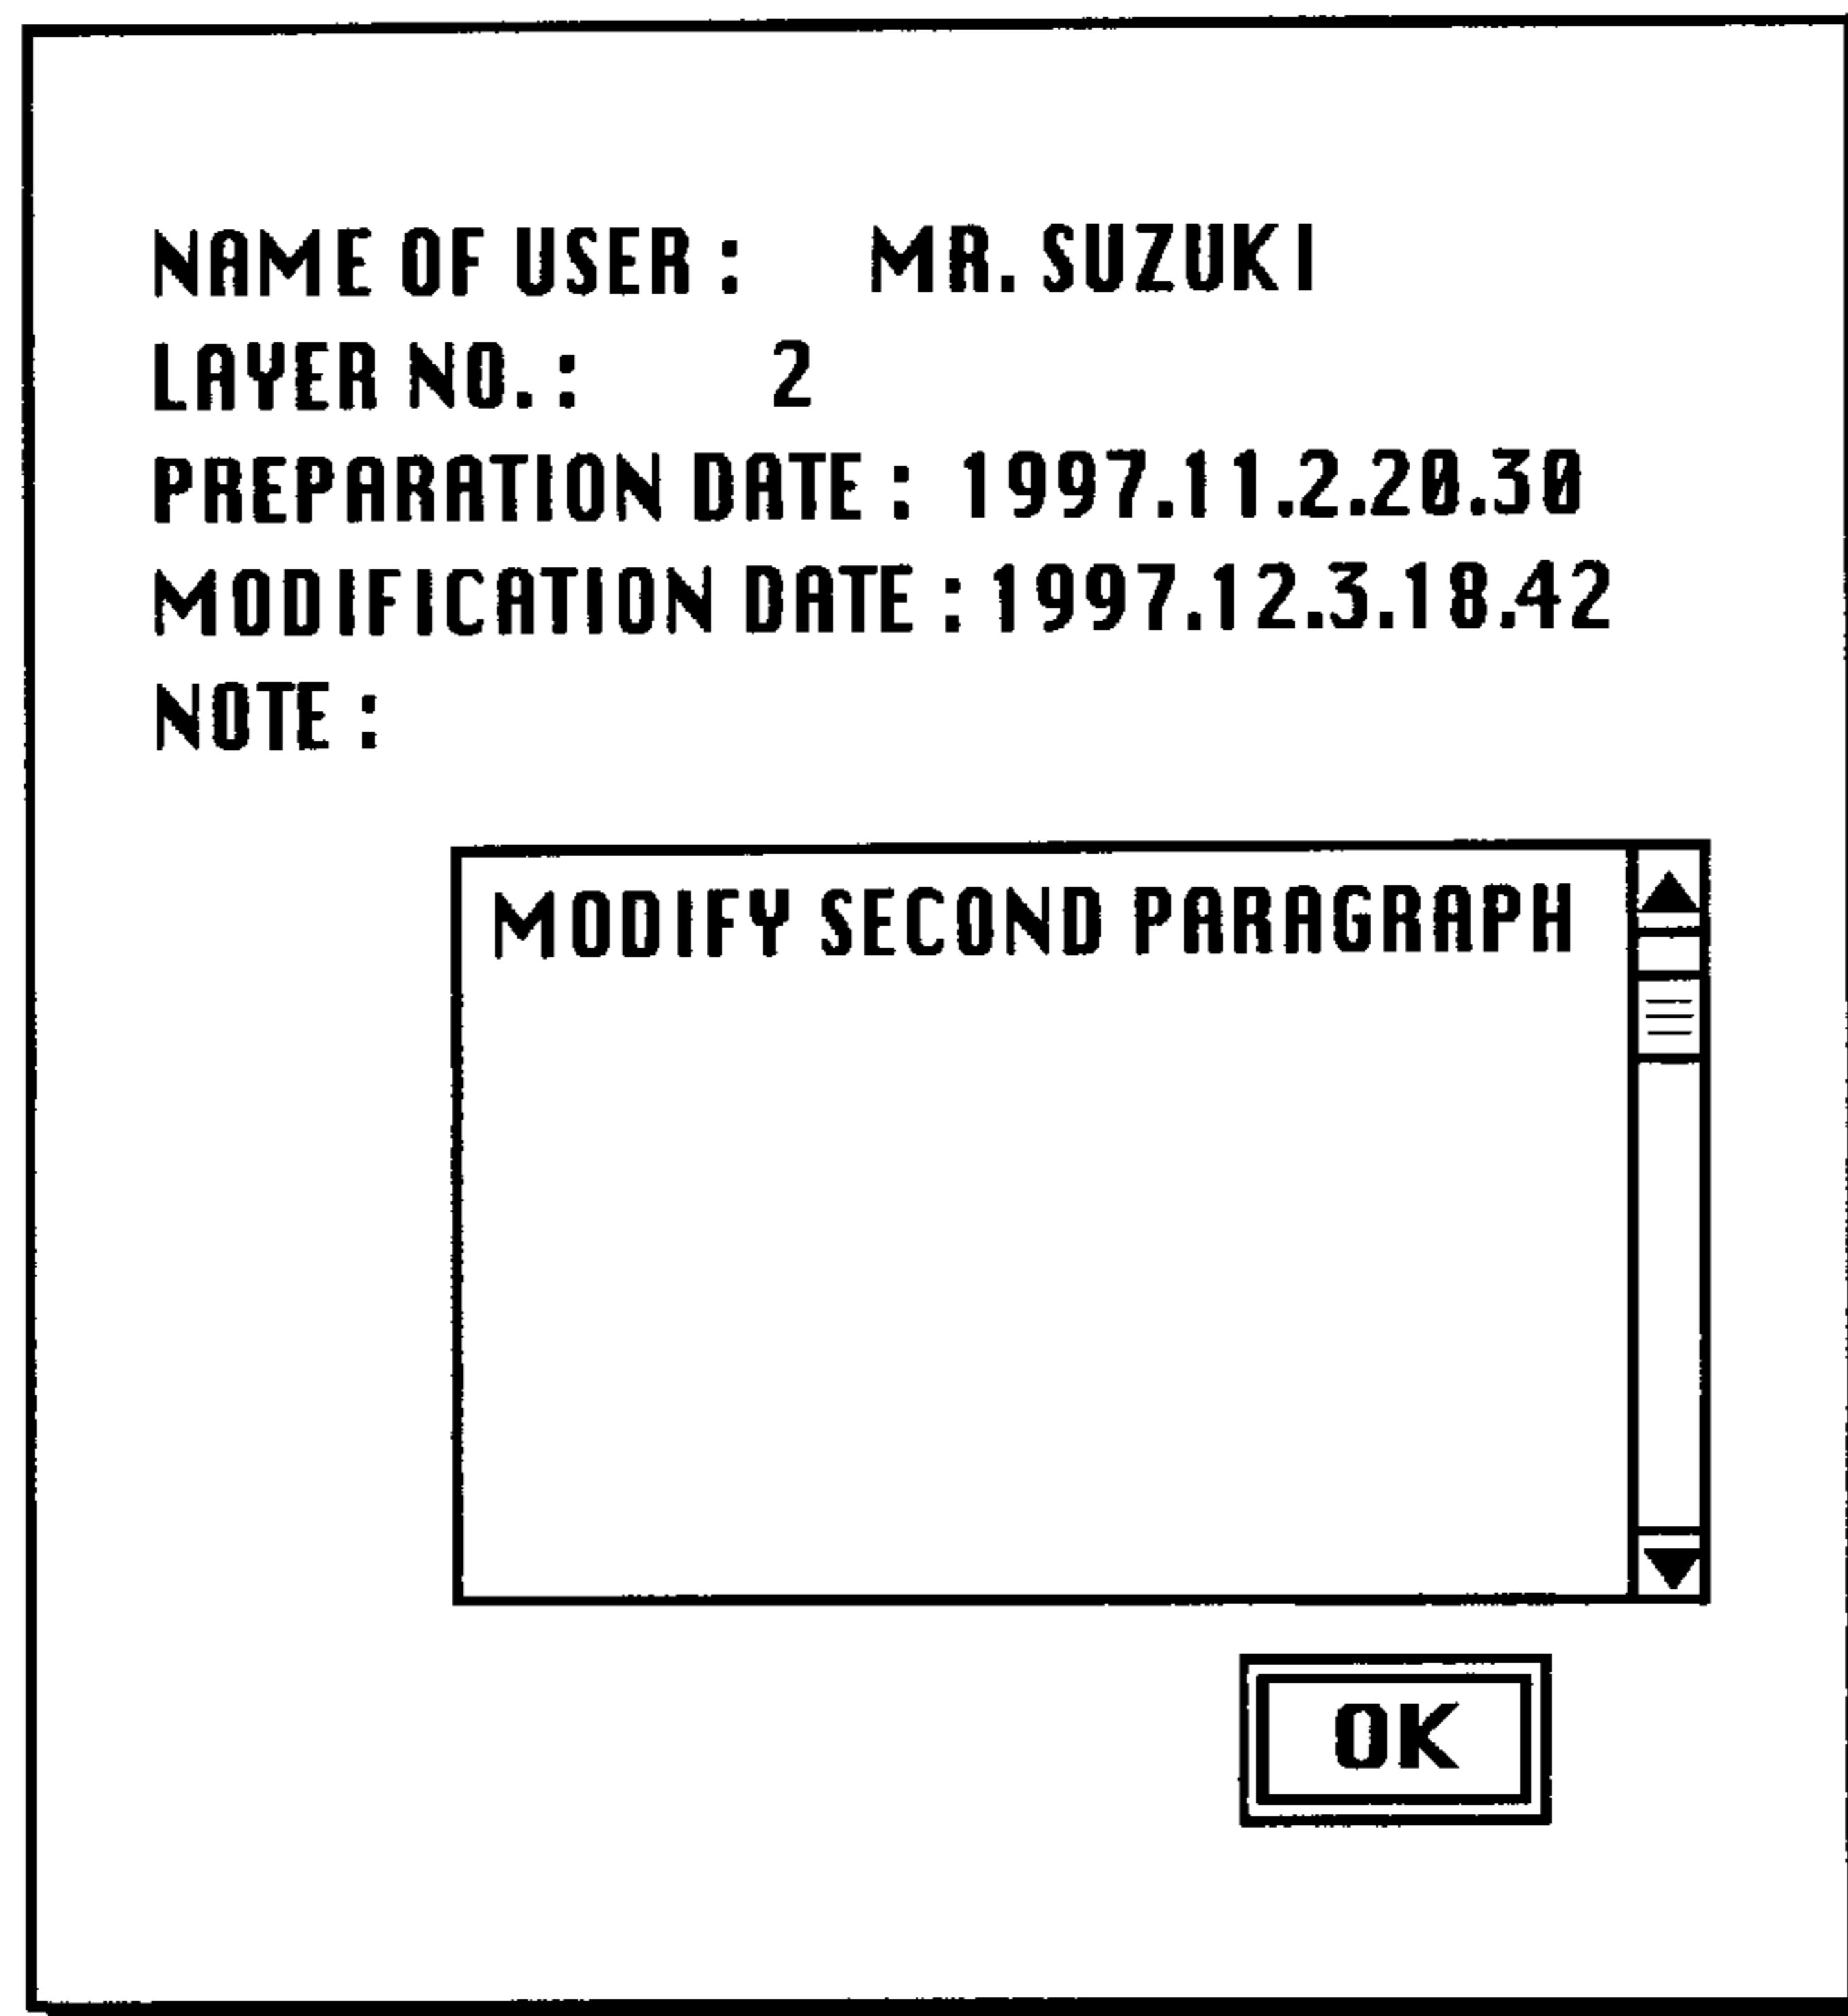 NAME OF USER : MR. SUZUKI
LAYER NO. : 2
PREPARATION DATE : 1997.11.2.20.30
MODIFICATION DATE : 1997.12.3.18.42
NOTE :
MODIFY SECOND PARAGRAPH
OK